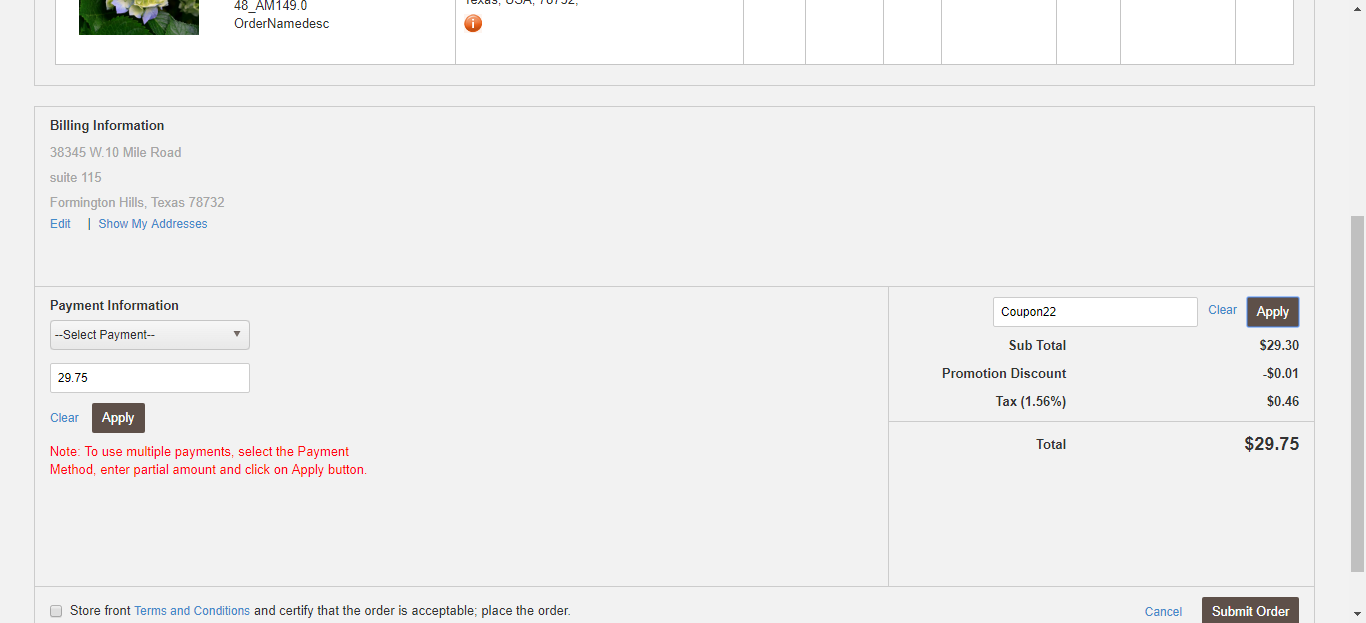 48_AM149.0
OrderNamedesc
Texas, USA, 78732,
Billing Information
38345 W.10 Mile Road
suite 115
Formington Hills, Texas 78732
Edit | Show My Addresses
Payment Information
--Select Payment--
29.75
Clear Apply
Note: To use multiple payments, select the Payment
Method, enter partial amount and click on Apply button.
Coupon22 Clear Apply
Sub Total $29.30
Promotion Discount -$0.01
Tax (1.56%) $0.46
Total $29.75
Store front Terms and Conditions and certify that the order is acceptable; place the order.
Cancel Submit Order